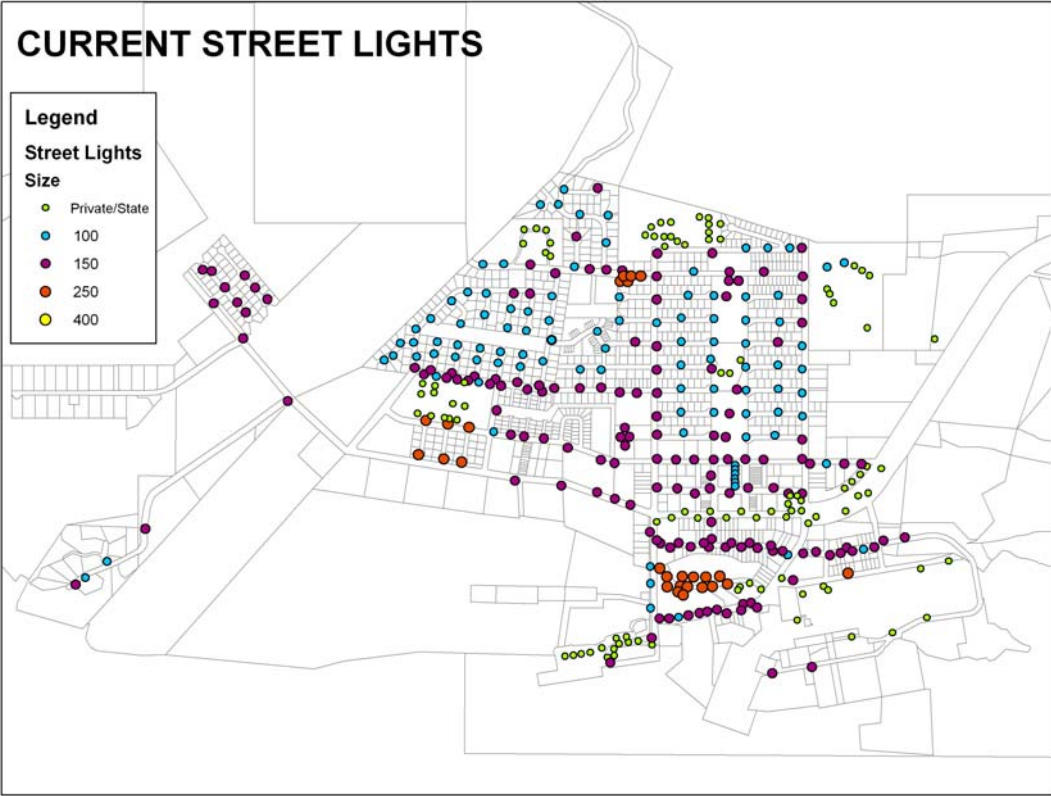 CURRENT STREET LIGHTS
Legend
Street Lights
Size
Private/State
100
150
250
400